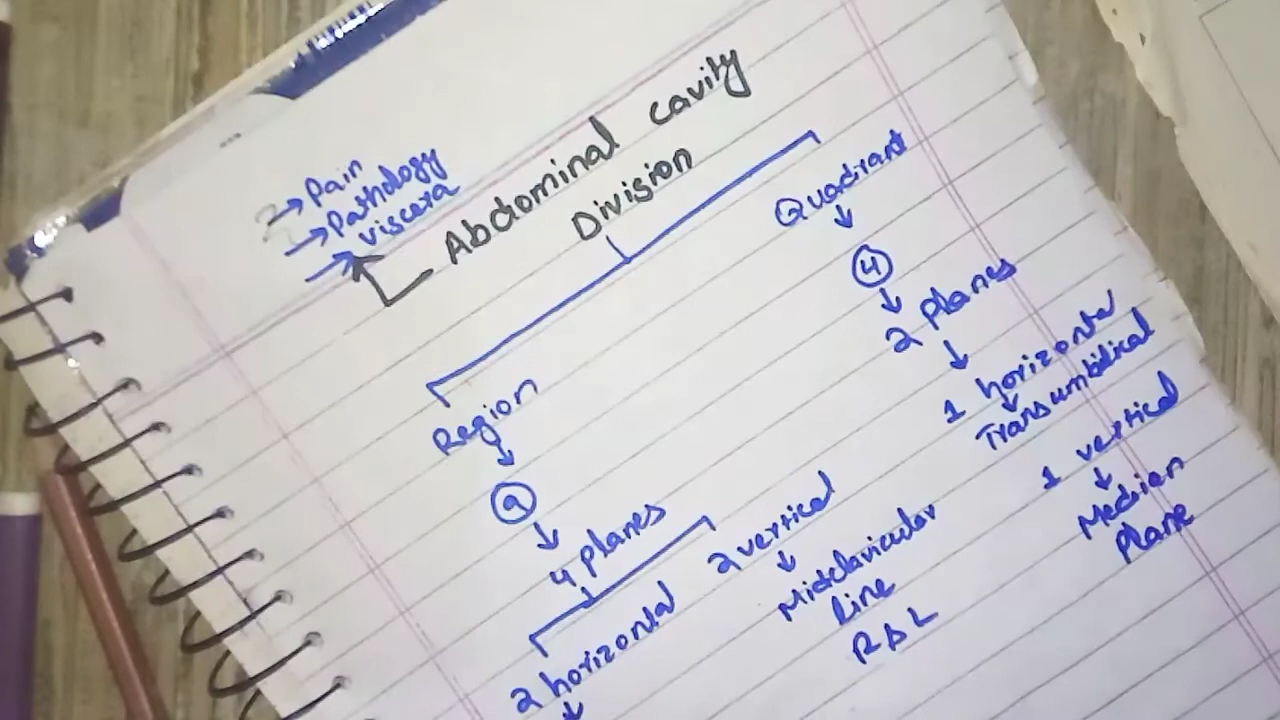 Abdominal cavity
Division
→ Pain
→ Pathology
→ viscera
Region
↓
9
↓
4 planes
2 horizontal
↓
2 vertical
↓
Midclavicular
line
R & L
Quadrant
↓
4
↓
2 Planes
↓
1 horizontal
↓
Transumbilical
1 vertical
↓
Median
Plane